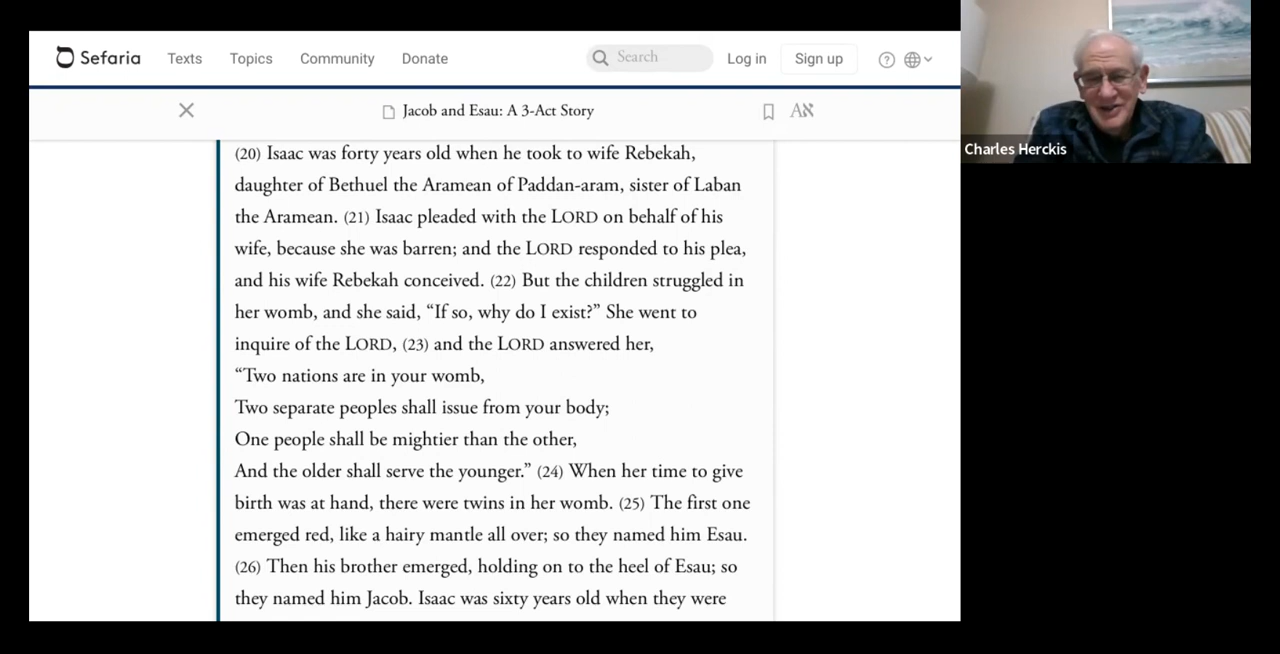 Sefaria Texts Topics Community Donate Search Log in Sign up
Jacob and Esau: A 3-Act Story Aא
(20) Isaac was forty years old when he took to wife Rebekah,
daughter of Bethuel the Aramean of Paddan-aram, sister of Laban
the Aramean. (21) Isaac pleaded with the LORD on behalf of his
wife, because she was barren; and the LORD responded to his plea,
and his wife Rebekah conceived. (22) But the children struggled in
her womb, and she said, “If so, why do I exist?” She went to
inquire of the LORD, (23) and the LORD answered her,
“Two nations are in your womb,
Two separate peoples shall issue from your body;
One people shall be mightier than the other,
And the older shall serve the younger.” (24) When her time to give
birth was at hand, there were twins in her womb. (25) The first one
emerged red, like a hairy mantle all over; so they named him Esau.
(26) Then his brother emerged, holding on to the heel of Esau; so
they named him Jacob. Isaac was sixty years old when they were
Charles Herckis